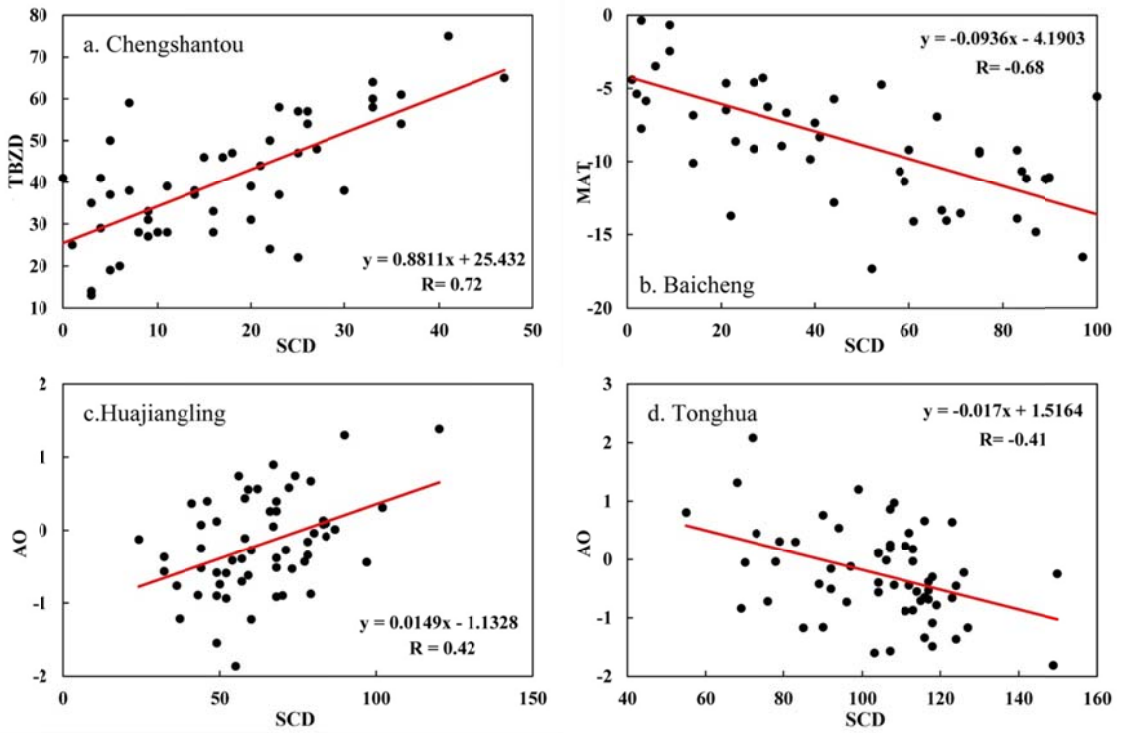 80
70
60
50
40
30
20
10
TBZD
a. Chengshantou
y = 0.8811x + 25.432
R= 0.72
0 10 20 30 40 50
SCD
0
-5
-10
-15
-20
MAT
y = -0.0936x - 4.1903
R= -0.68
b. Baicheng
0 20 40 60 80 100
SCD
2
1
0
-1
-2
AO
c.Huajiangling
y = 0.0149x - 1.1328
R = 0.42
0 50 100 150
SCD
3
2
1
0
-1
-2
AO
d. Tonghua
y = -0.017x + 1.5164
R= -0.41
40 60 80 100 120 140 160
SCD